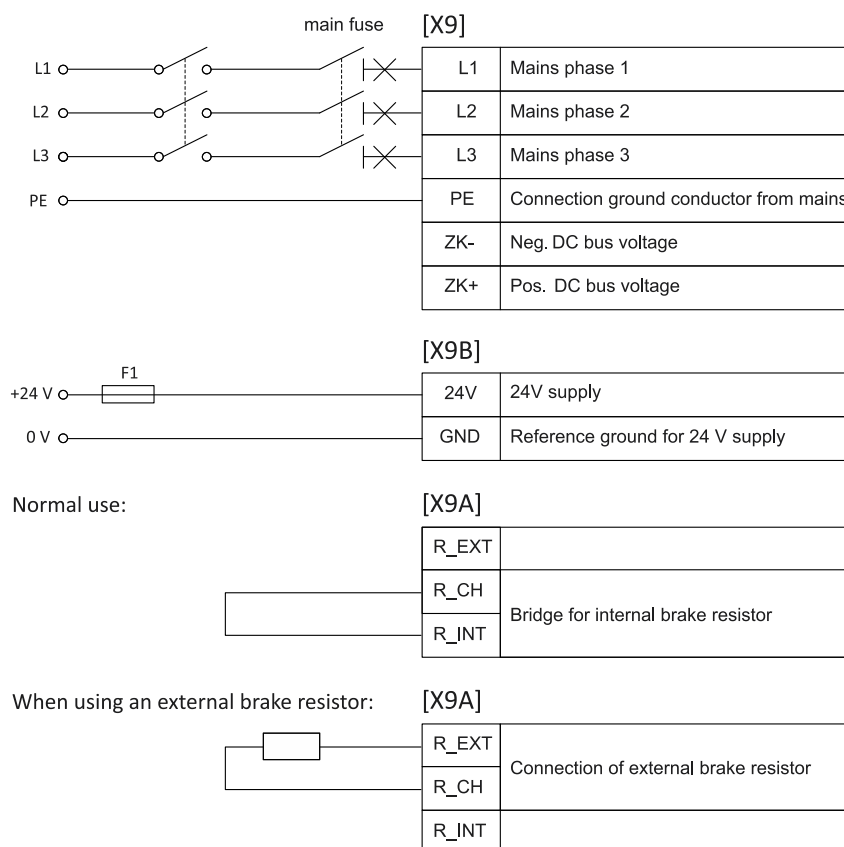 main fuse [X9]
L1 L1 Mains phase 1
L2 L2 Mains phase 2
L3 L3 Mains phase 3
PE PE Connection ground conductor from mains
ZK- Neg. DC bus voltage
ZK+ Pos. DC bus voltage
[X9B]
F1
+24 V 24V 24V supply
0 V GND Reference ground for 24 V supply
Normal use: [X9A]
R_EXT
R_CH
Bridge for internal brake resistor
R_INT
When using an external brake resistor: [X9A]
R_EXT
Connection of external brake resistor
R_CH
R_INT